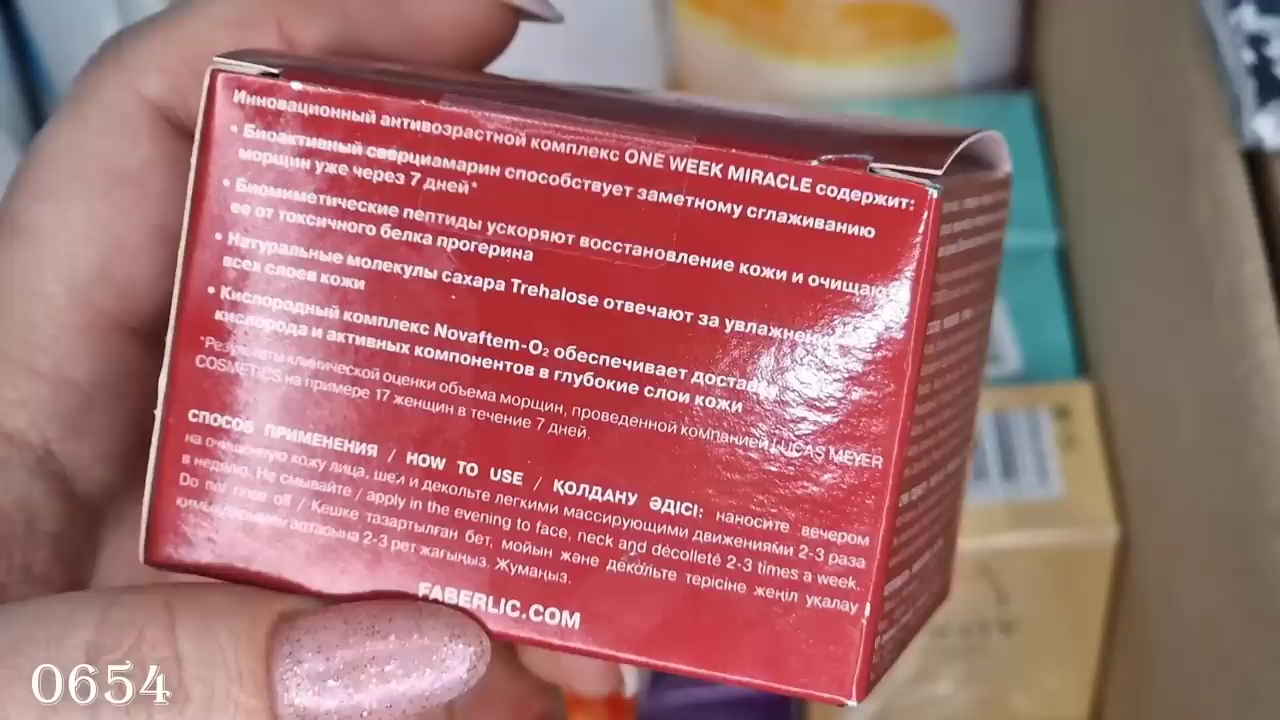 Инновационный антивозрастной комплекс ONE WEEK MIRACLE содержит:
• Биоактивный сверциамарин способствует заметному сглаживанию
морщин уже через 7 дней*
• Биомиметические пептиды ускоряют восстановление кожи и очищают
ее от токсичного белка прогерина
• Натуральные молекулы сахара Trehalose отвечают за увлажнение
всех слоев кожи
• Кислородный комплекс Novaftem-O₂ обеспечивает доставку
кислорода и активных компонентов в глубокие слои кожи
*Результаты клинической оценки объема морщин, проведенной компанией LUCAS MEYER
COSMETICS на примере 17 женщин в течение 7 дней.
СПОСОБ ПРИМЕНЕНИЯ / HOW TO USE / ҚОЛДАНУ ӘДІСІ: наносите вечером
на очищенную кожу лица, шеи и декольте легкими массирующими движениями 2-3 раза
в неделю. Не смывайте / apply in the evening to face, neck and décolleté 2-3 times a week.
Do not rinse off / Кешке тазартылған бет, мойын және декольте терісіне жеңіл уқалау
қимылдарымен аптасына 2-3 рет жағыңыз. Жумаңыз.
FABERLIC.COM
0654